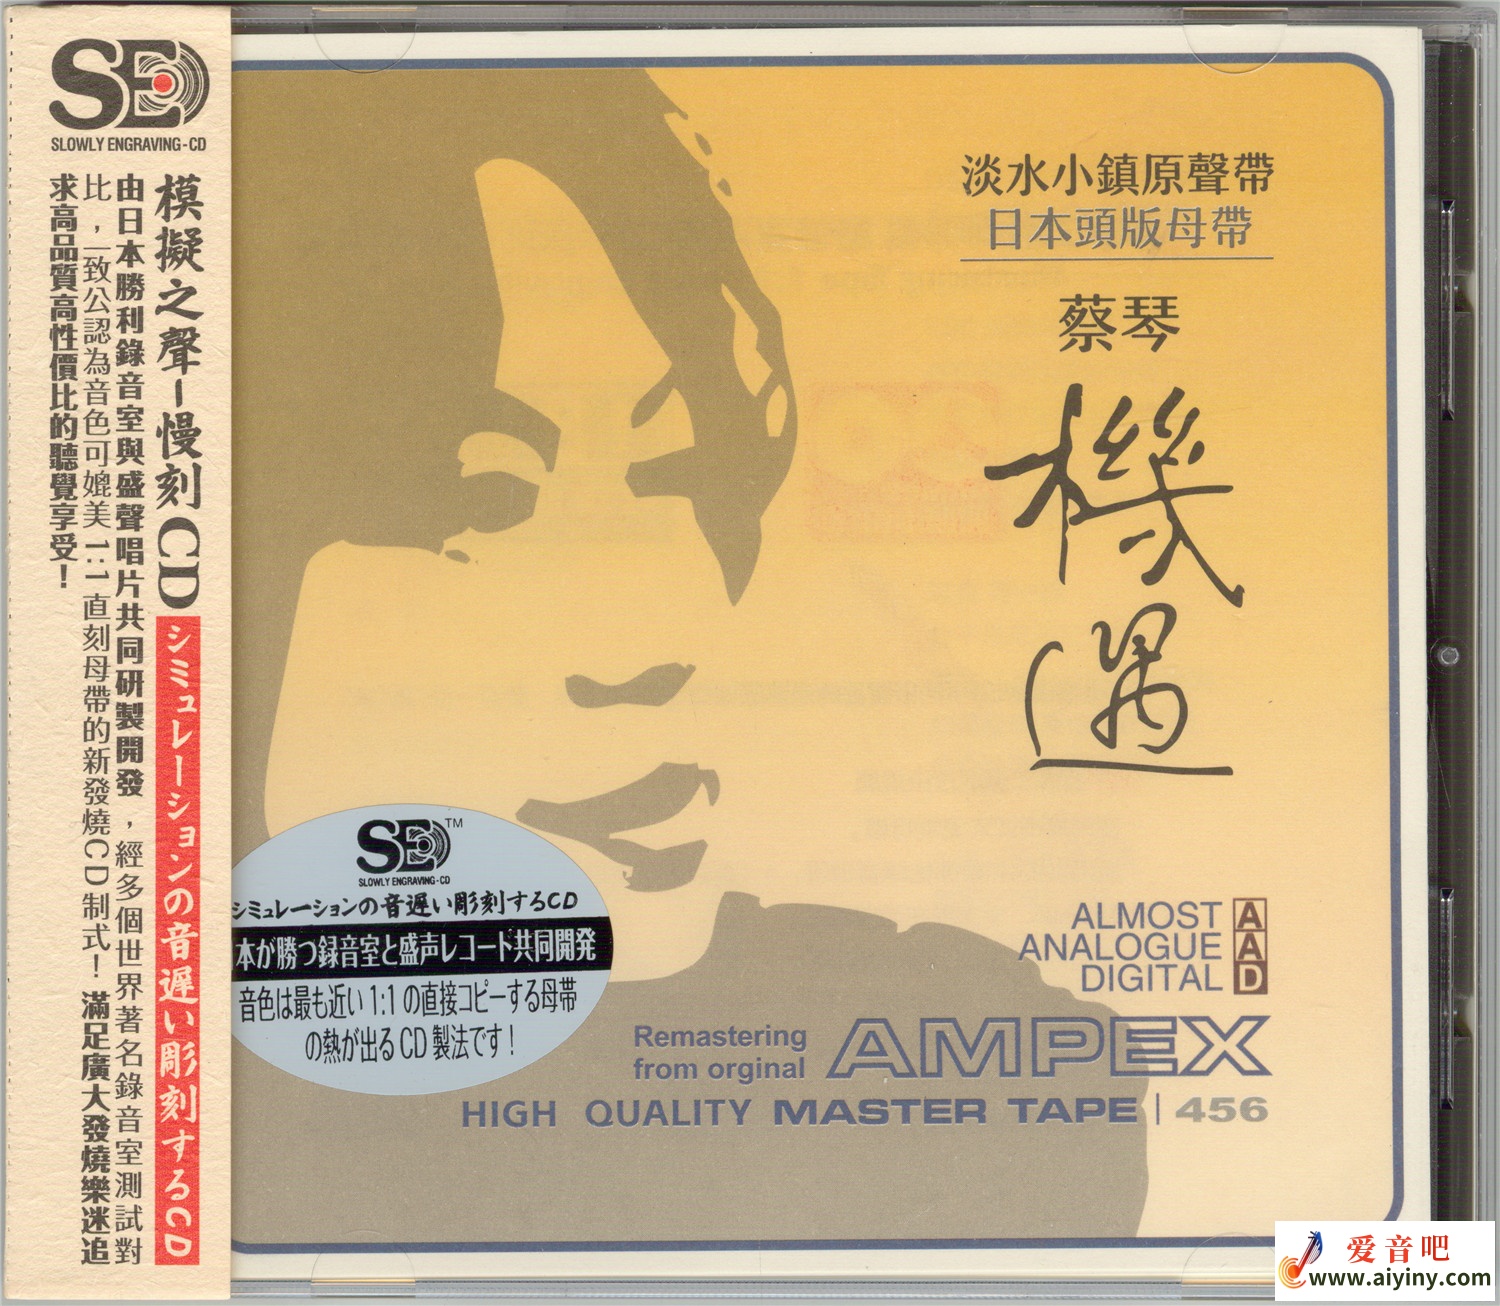 SE
SLOWLY ENGRAVING-CD
模擬之聲-慢刻CD
シミュレーションの音遅い彫刻するCD
由日本勝利錄音室與盛聲唱片共同研製開發，經多個世界著名錄音室測試對
比，一致公認為音色可媲美1:1直刻母帶的新發燒CD制式！滿足廣大發燒樂迷追
求高品質高性價比的聽覺享受！
淡水小鎮原聲帶
日本頭版母帶
蔡琴
機遇
SE™
SLOWLY ENGRAVING-CD
シミュレーションの音遅い彫刻するCD
本が勝つ録音室と盛声レコード共同開発
音色は最も近い1:1の直接コピーする母帯
の熱が出るCD製法です！
ALMOST A
ANALOGUE A
DIGITAL D
Remastering
from orginal AMPEX
HIGH QUALITY MASTER TAPE | 456
爱音吧
www.aiyiny.com